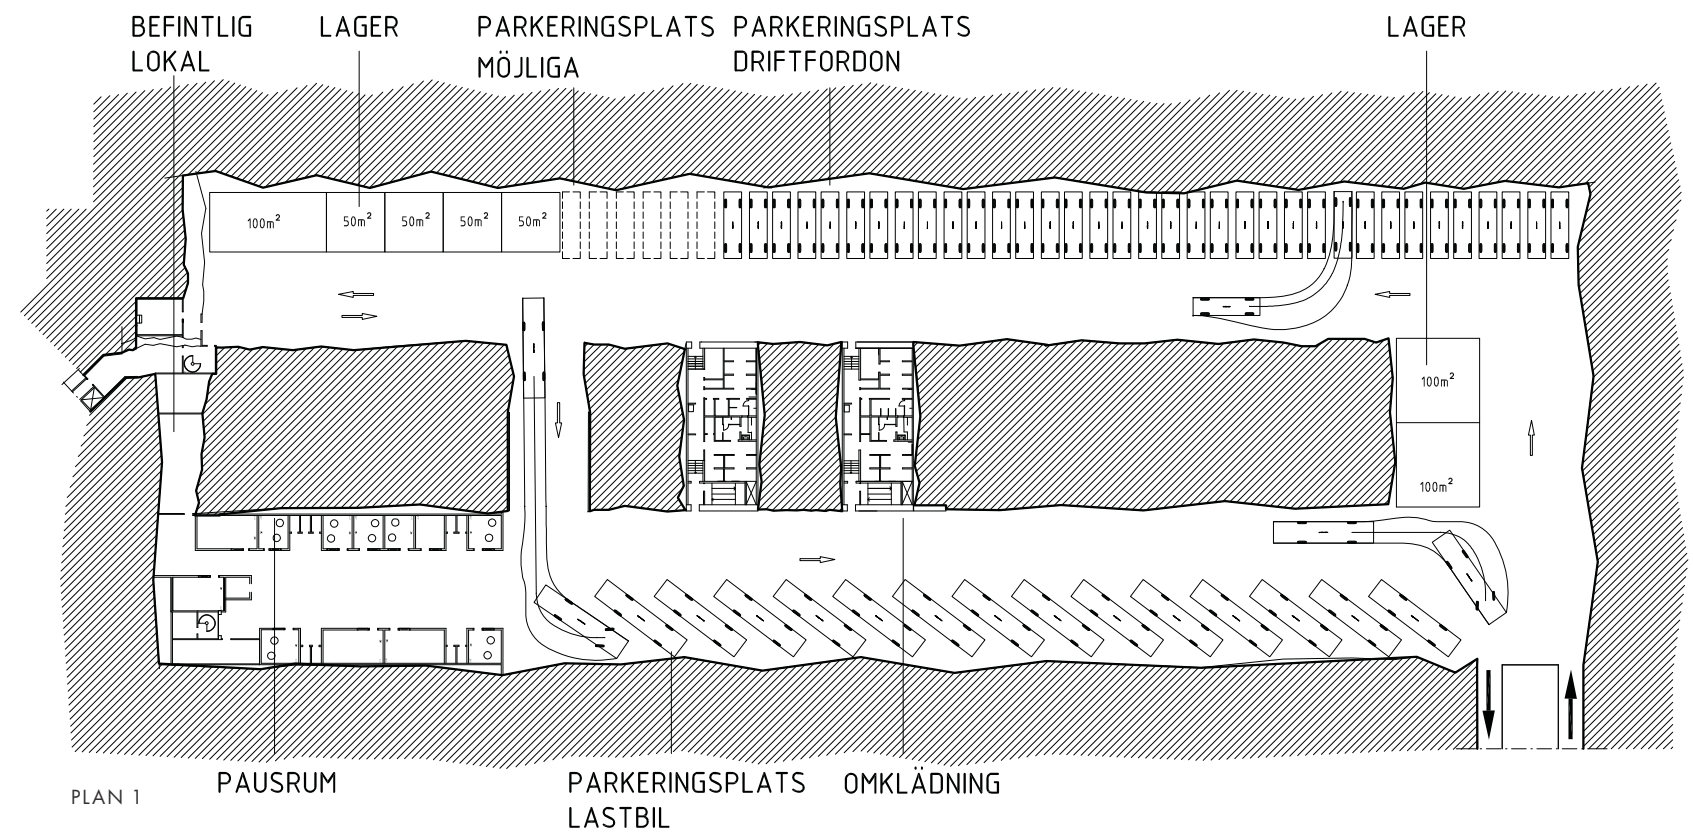 BEFINTLIG
LOKAL
LAGER
PARKERINGSPLATS
MÖJLIGA
PARKERINGSPLATS
DRIFTFORDON
LAGER
100m²
50m²
50m²
50m²
50m²
100m²
100m²
PAUSRUM
PARKERINGSPLATS
LASTBIL
OMKLÄDNING
PLAN 1